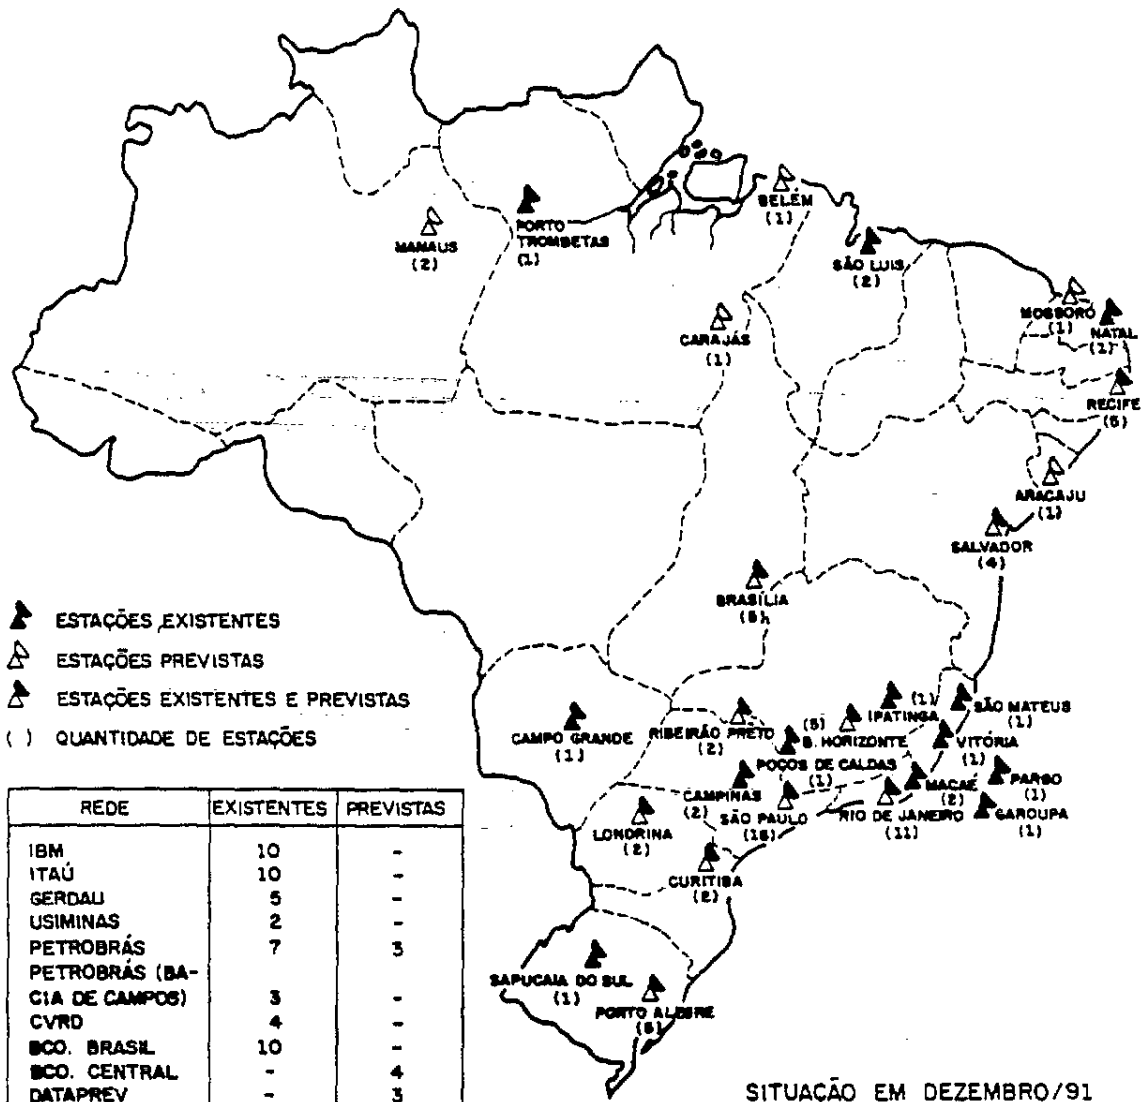 BELÉM
(1)
PORTO
TROMBETAS
(1)
MANAUS
(2)
SÃO LUIS
(2)
MOSSORÓ
(1)
NATAL
(1)
CARAJÁS
(1)
RECIFE
(5)
ARACAJU
(1)
SALVADOR
(4)
BRASÍLIA
ESTAÇÕES EXISTENTES
ESTAÇÕES PREVISTAS
ESTAÇÕES EXISTENTES E PREVISTAS
( ) QUANTIDADE DE ESTAÇÕES
CAMPO GRANDE
(1)
RIBEIRÃO PRETO
(2)
(5)
B. HORIZONTE
(1)
IPATINGA
SÃO MATEUS
(1)
VITÓRIA
(1)
POÇOS DE CALDAS
(1)
CAMPINAS
(2)
SÃO PAULO
RIO DE JANEIRO
(11)
MACAÉ
(2)
PARGO
(1)
GAROUPA
(1)
LONDRINA
(2)
CURITIBA
(2)
SAPUCAIA DO SUL
(1)
PORTO ALEGRE
REDE EXISTENTES PREVISTAS
IBM 10 -
ITAÚ 10 -
GERDAU 5 -
USIMINAS 2 -
PETROBRÁS 7 3
PETROBRÁS (BA-
CIA DE CAMPOS) 3 -
CVRD 4 -
BCO. BRASIL 10 -
BCO. CENTRAL - 4
DATAPREV - 3
SITUAÇÃO EM DEZEMBRO/91